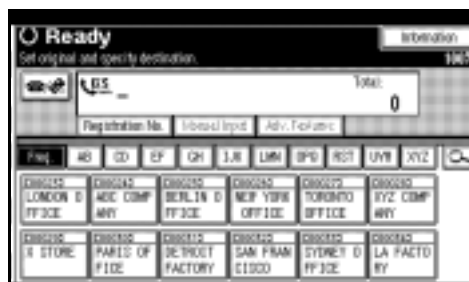 Ready
Information
Set original and specify destination.
100%
G3
Total:
0
Registration No.
Manual Input
Adv. Features
Freq.
AB
CD
EF
GH
IJK
LMN
OPQ
RST
UVW
XYZ
LONDON O
FFICE
ABC COMP
ANY
BERLIN O
FFICE
NEW YORK
OFFICE
TORONTO
OFFICE
XYZ COMP
ANY
X STORE
PARIS OF
FICE
DETROIT
FACTORY
SAN FRAN
CISCO
SYDNEY O
FFICE
LA FACTO
RY